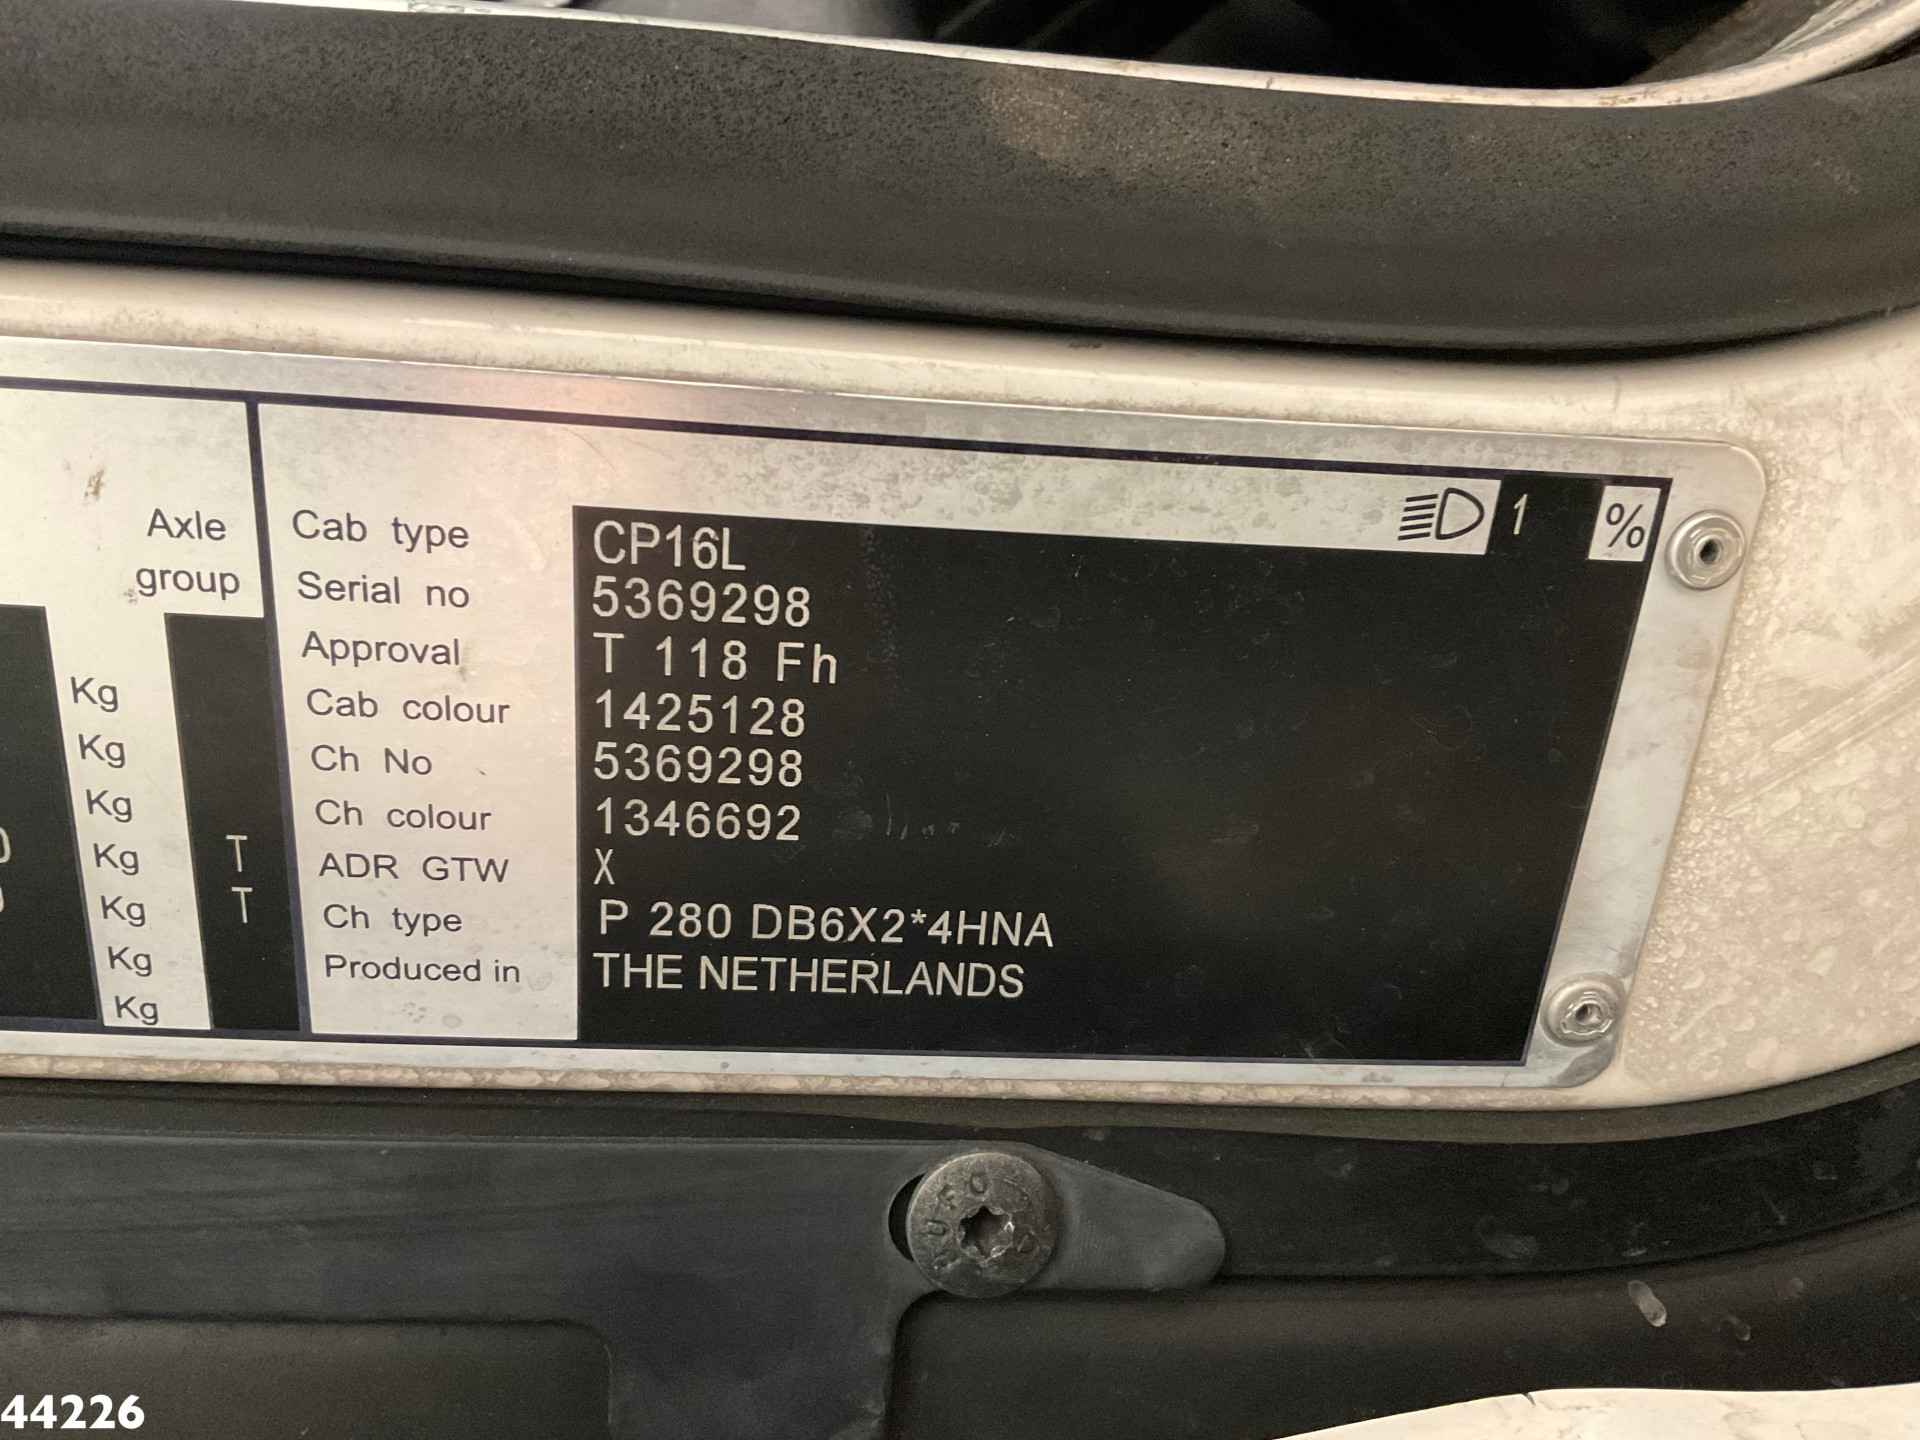 1 %
Axle group
Cab type CP16L
Serial no 5369298
Approval T 118 Fh
Kg Cab colour 1425128
Kg Ch No 5369298
Kg Ch colour 1346692
Kg T ADR GTW X
Kg T Ch type P 280 DB6X2*4HNA
Kg Produced in THE NETHERLANDS
Kg
44226